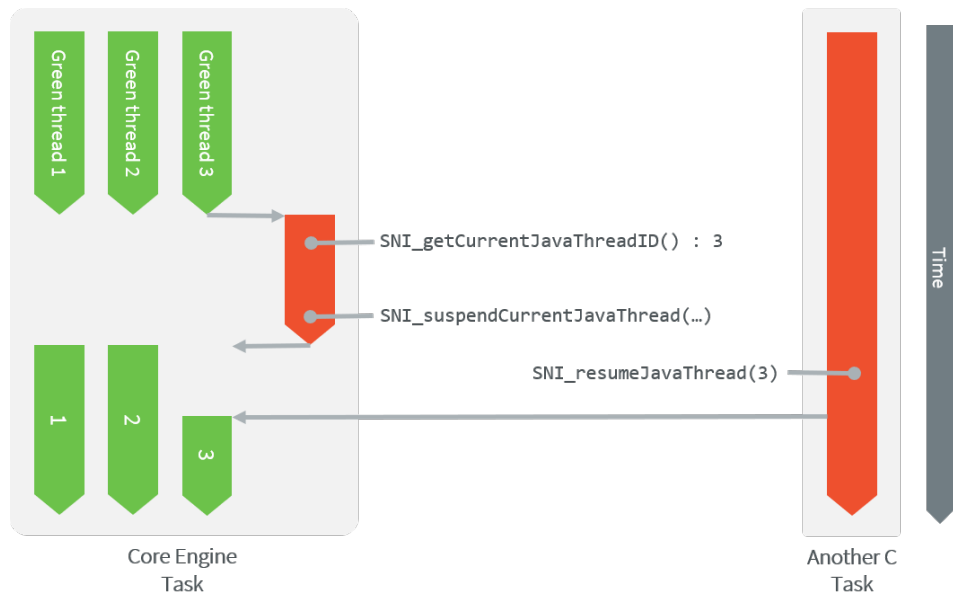 Green thread 1
Green thread 2
Green thread 3
SNI_getCurrentJavaThreadID() : 3
SNI_suspendCurrentJavaThread(…)
SNI_resumeJavaThread(3)
Time
1
2
3
Core Engine
Task
Another C
Task